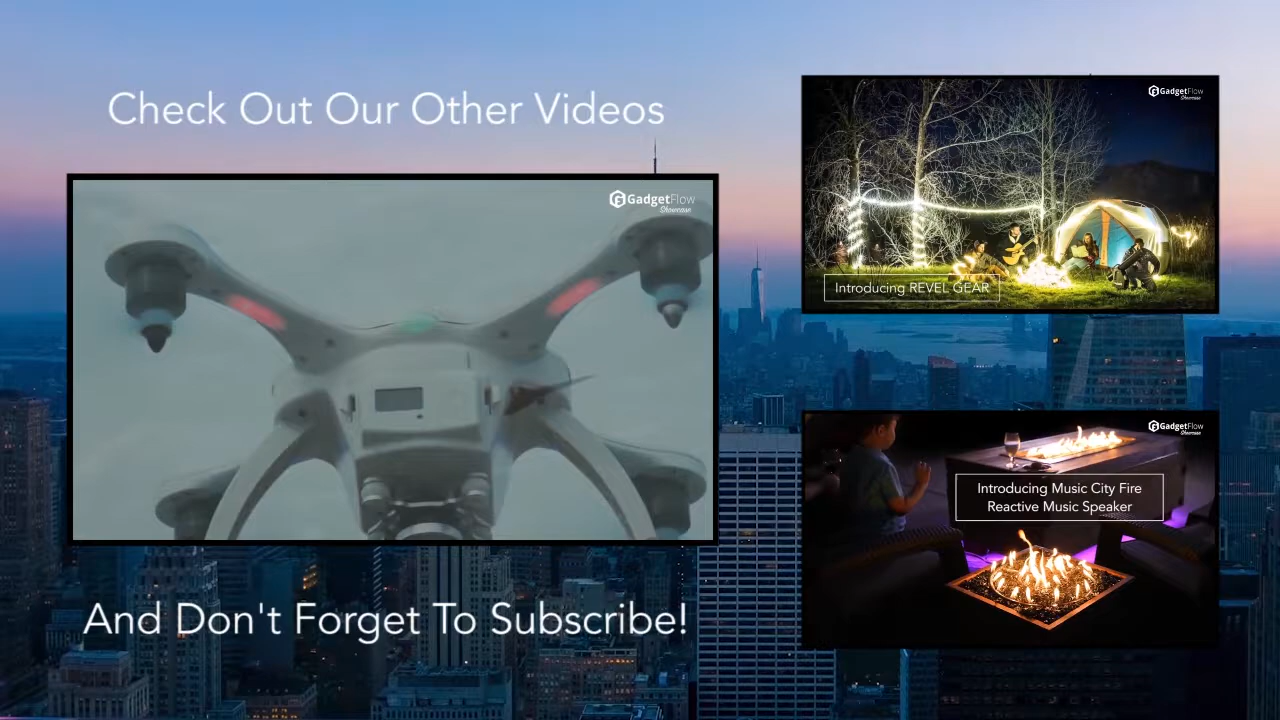 Check Out Our Other Videos
GadgetFlow
Showcase
And Don't Forget To Subscribe!
GadgetFlow
Showcase
Introducing REVEL GEAR
GadgetFlow
Showcase
Introducing Music City Fire
Reactive Music Speaker